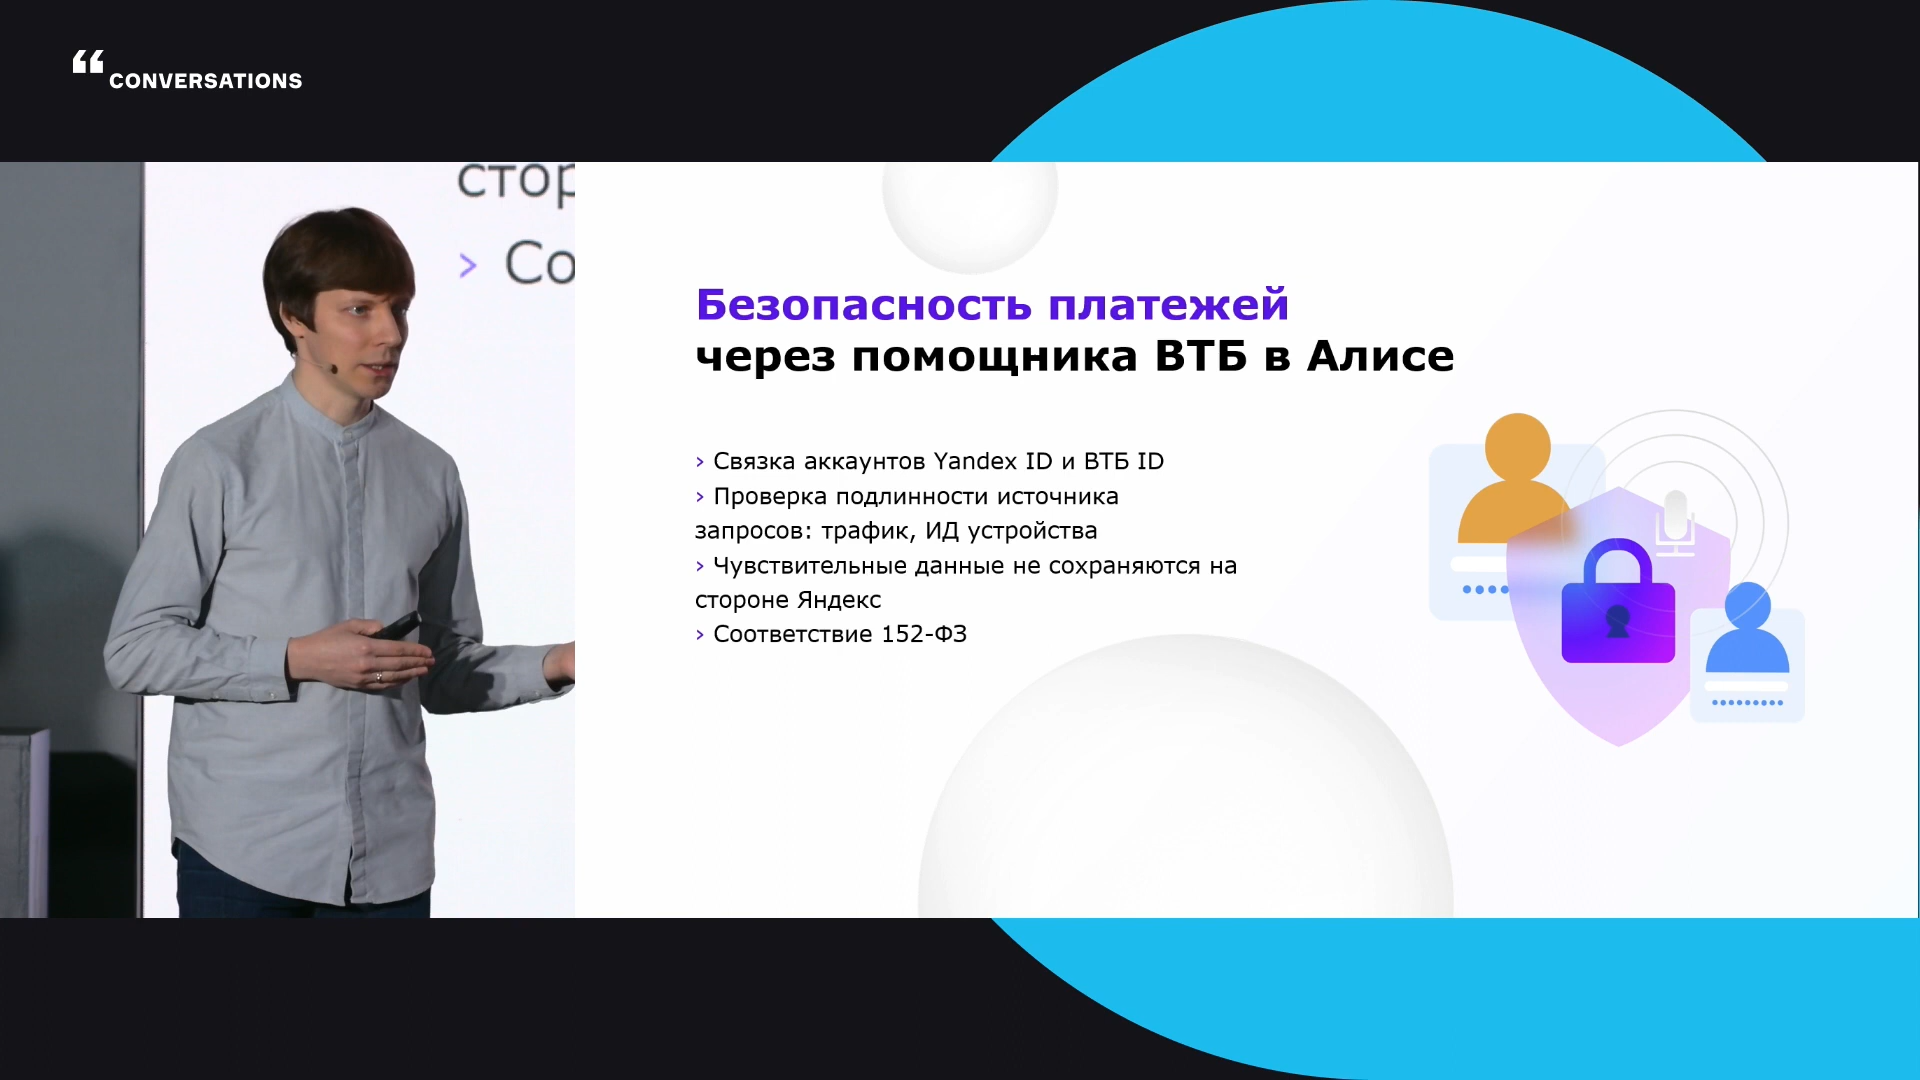 “ CONVERSATIONS
стор
› Со
Безопасность платежей
через помощника ВТБ в Алисе
› Связка аккаунтов Yandex ID и ВТБ ID
› Проверка подлинности источника
запросов: трафик, ИД устройства
› Чувствительные данные не сохраняются на
стороне Яндекс
› Соответствие 152-ФЗ